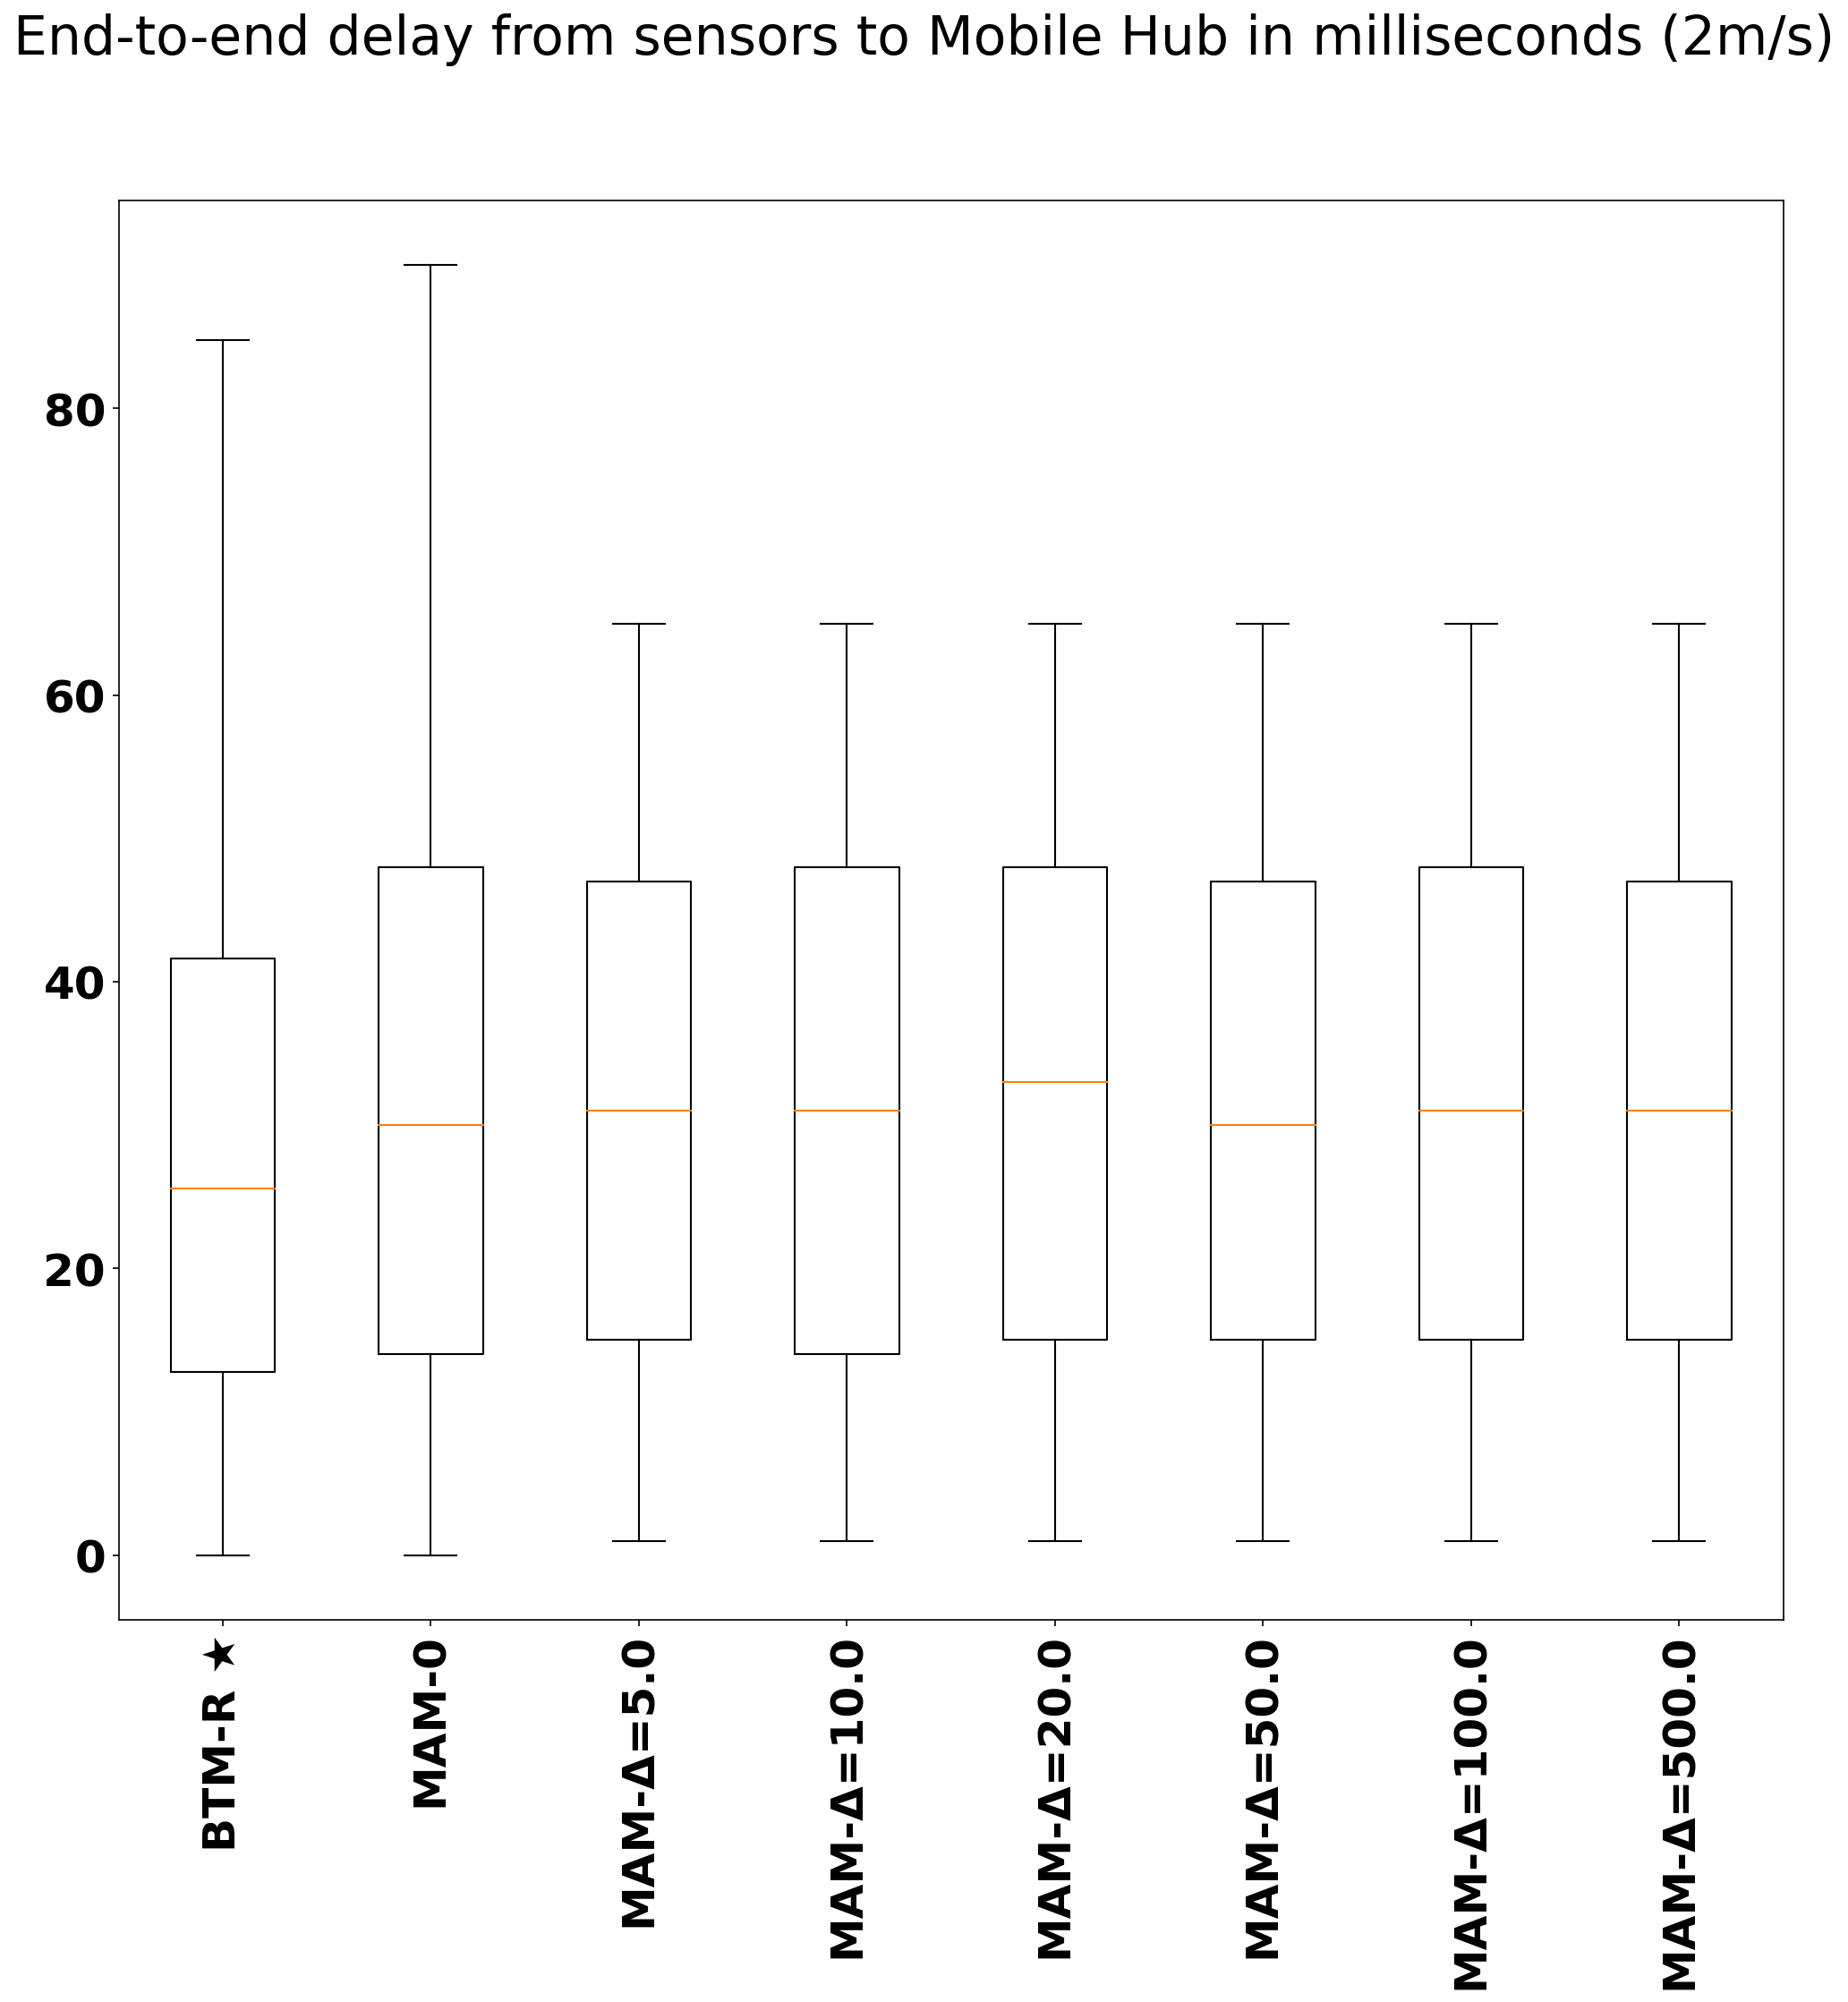 End-to-end delay from sensors to Mobile Hub in milliseconds (2m/s)
80
60
40
20
0
BTM-R ★
MAM-0
MAM-Δ=5.0
MAM-Δ=10.0
MAM-Δ=20.0
MAM-Δ=50.0
MAM-Δ=100.0
MAM-Δ=500.0